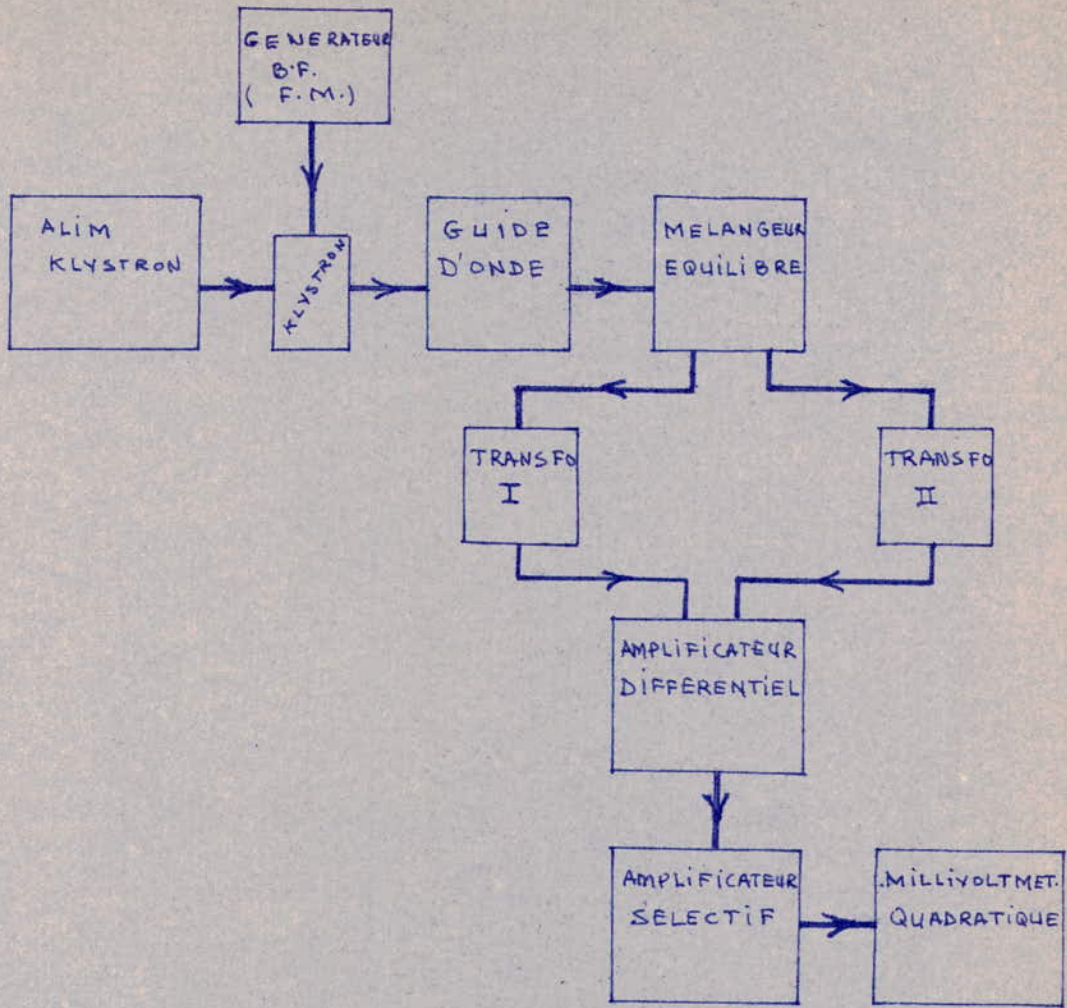 GENERATEUR
B.F.
( F.M.)
ALIM
KLYSTRON
KLYSTRON
GUIDE
D'ONDE
MELANGEUR
EQUILIBRE
TRANSFO
I
TRANSFO
II
AMPLIFICATEUR
DIFFERENTIEL
AMPLIFICATEUR
SELECTIF
.MILLIVOLTMET.
QUADRATIQUE